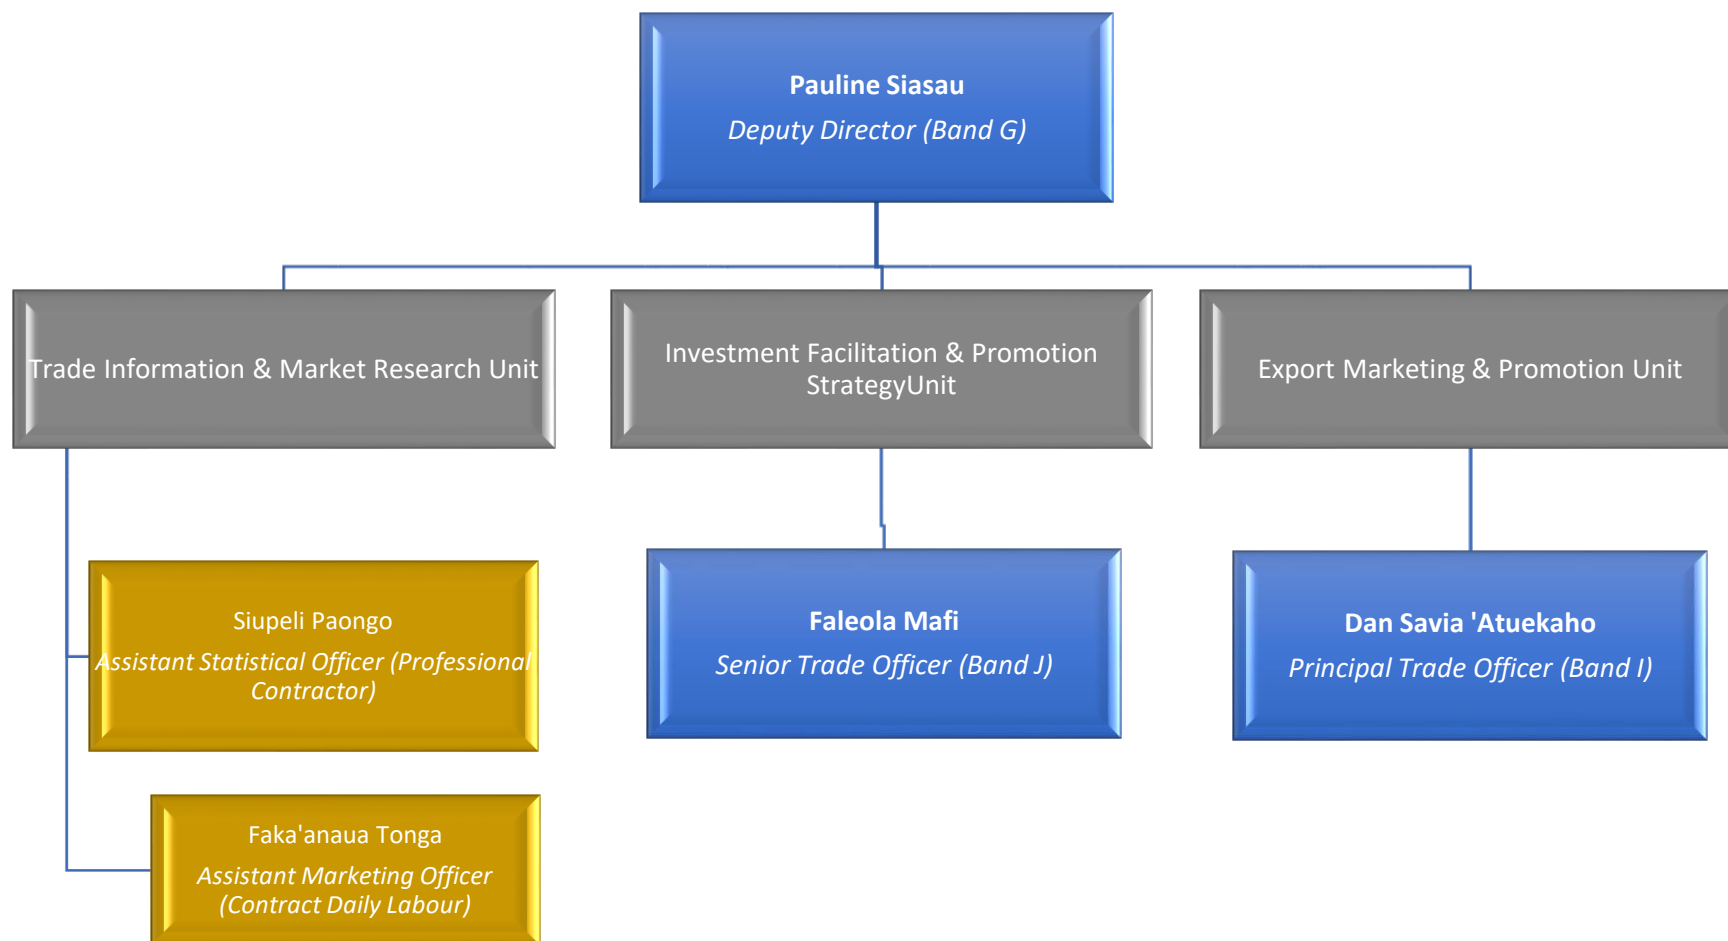 Pauline Siasau
Deputy Director (Band G)
Trade Information & Market Research Unit
Investment Facilitation & Promotion
StrategyUnit
Export Marketing & Promotion Unit
Siupeli Paongo
Assistant Statistical Officer (Professional
Contractor)
Faka'anaua Tonga
Assistant Marketing Officer
(Contract Daily Labour)
Faleola Mafi
Senior Trade Officer (Band J)
Dan Savia 'Atuekaho
Principal Trade Officer (Band I)